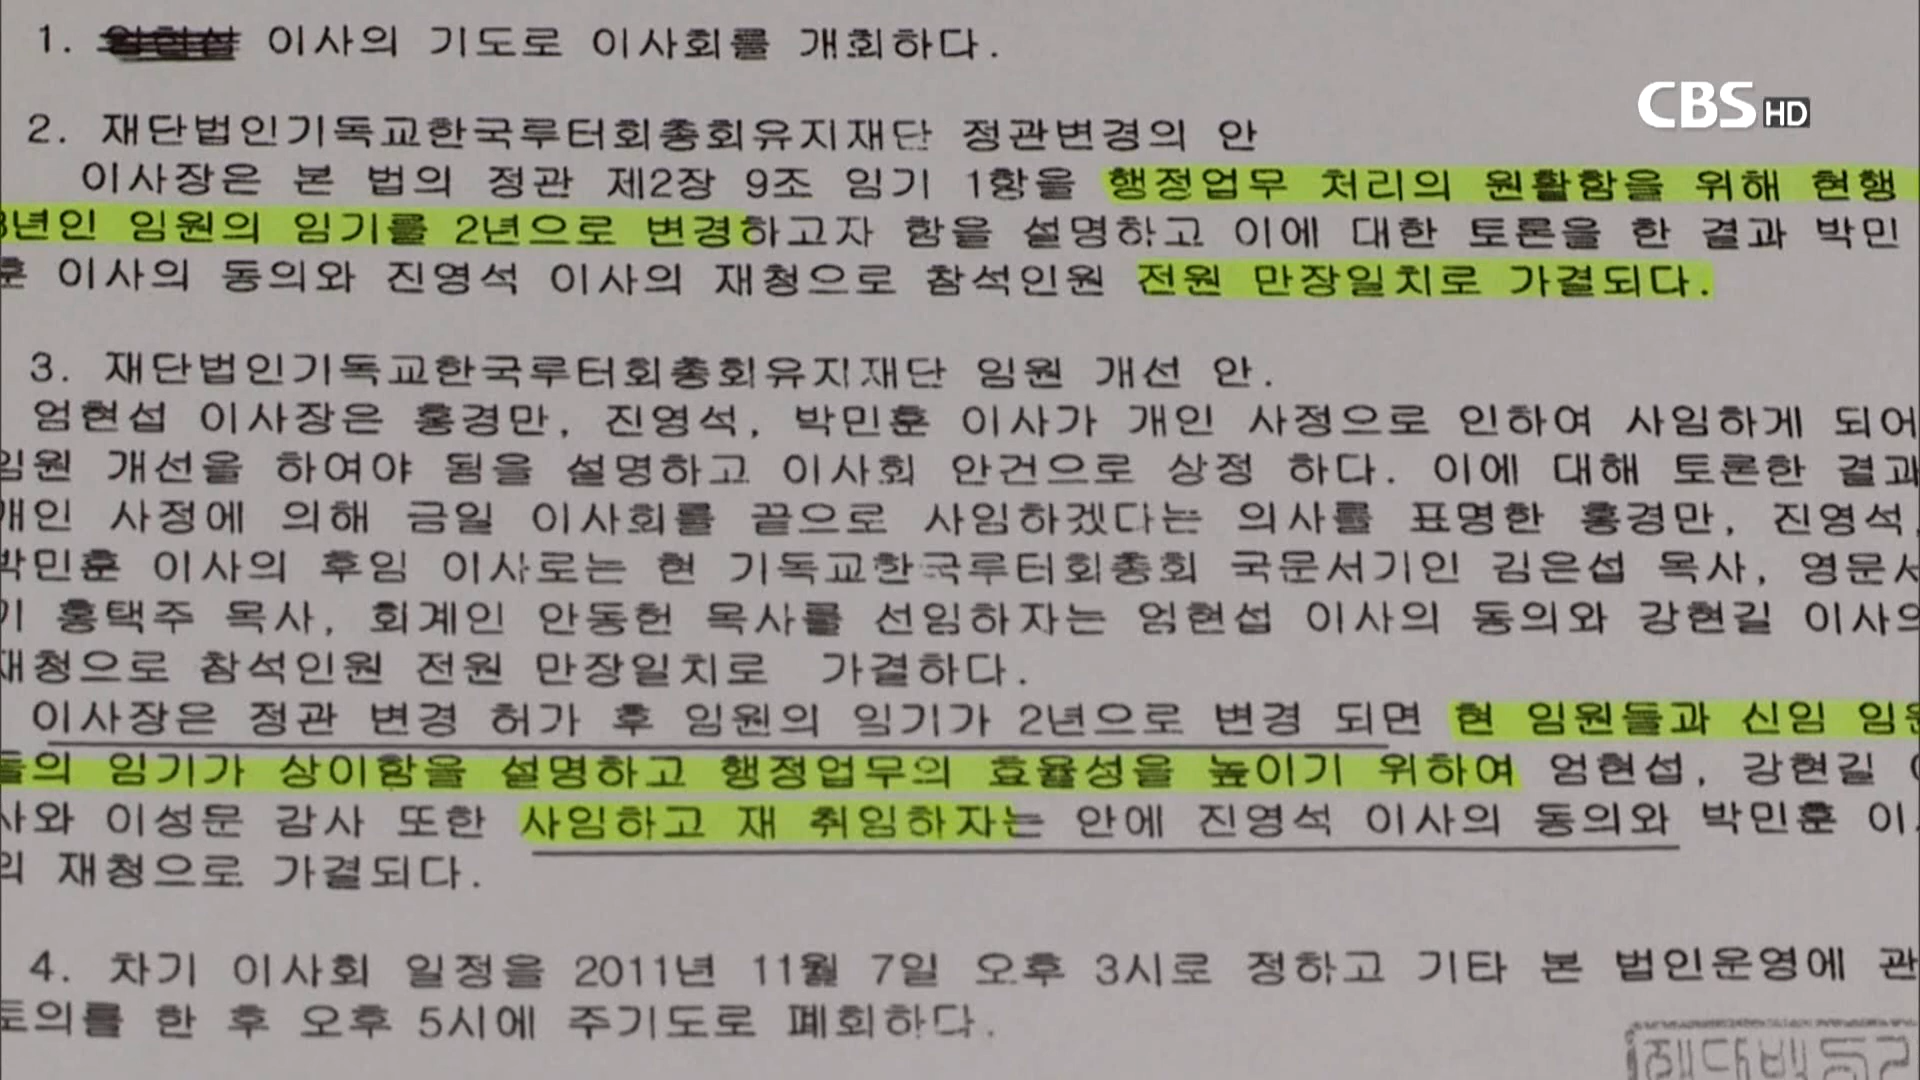 1. 이사의 기도로 이사회를 개회하다.
CBS HD
2. 재단법인기독교한국루터회총회유지재단 정관변경의 안
이사장은 본 법의 정관 제2장 9조 임기 1항을 행정업무 처리의 원활함을 위해 현행
3년인 임원의 임기를 2년으로 변경하고자 함을 설명하고 이에 대한 토론을 한 결과 박민
훈 이사의 동의와 진영석 이사의 재청으로 참석인원 전원 만장일치로 가결되다.
3. 재단법인기독교한국루터회총회유지재단 임원 개선 안.
엄현섭 이사장은 홍경만, 진영석, 박민훈 이사가 개인 사정으로 인하여 사임하게 되어
임원 개선을 하여야 됨을 설명하고 이사회 안건으로 상정 하다. 이에 대해 토론한 결과
개인 사정에 의해 금일 이사회를 끝으로 사임하겠다는 의사를 표명한 홍경만, 진영석,
박민훈 이사의 후임 이사로는 현 기독교한국루터회총회 국문서기인 김은섭 목사, 영문서
기 홍택주 목사, 회계인 안동헌 목사를 선임하자는 엄현섭 이사의 동의와 강현길 이사의
재청으로 참석인원 전원 만장일치로 가결하다.
이사장은 정관 변경 허가 후 임원의 임기가 2년으로 변경 되면 현 임원들과 신임 임원
들의 임기가 상이함을 설명하고 행정업무의 효율성을 높이기 위하여 엄현섭, 강현길
사와 이성문 감사 또한 사임하고 재 취임하자는 안에 진영석 이사의 동의와 박민훈 이
의 재청으로 가결되다.
4. 차기 이사회 일정을 2011년 11월 7일 오후 3시로 정하고 기타 본 법인운영에 관
토의를 한 후 오후 5시에 주기도로 폐회하다.